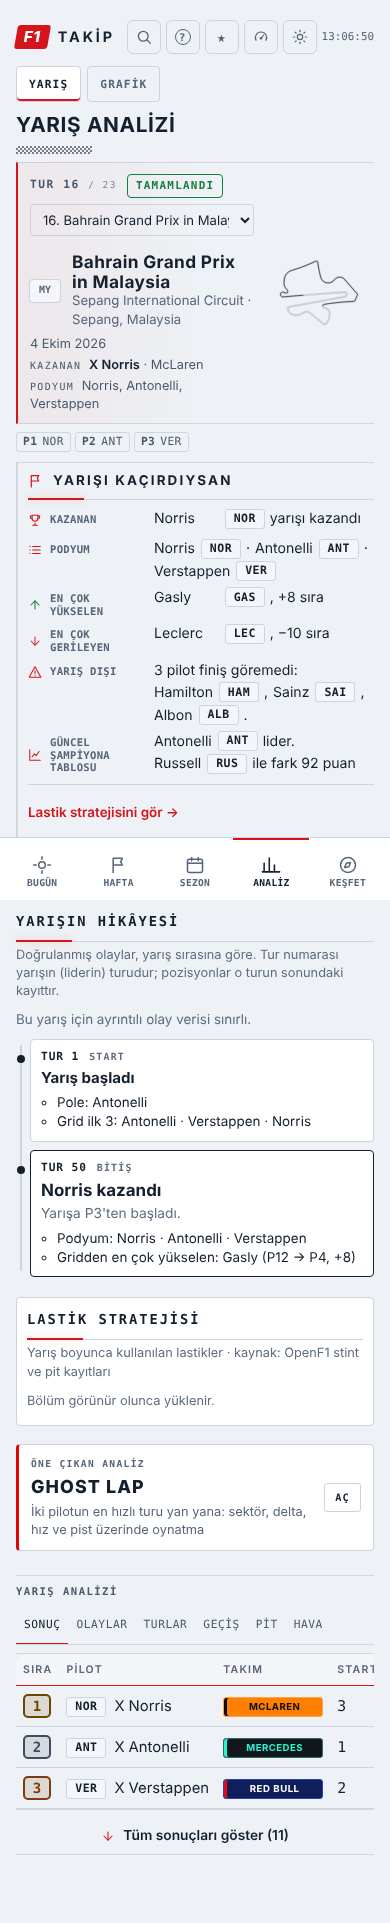 F1 TAKİP ? ★ 13:06:50
YARIŞ GRAFİK
YARIŞ ANALİZİ
TUR 16 / 23 TAMAMLANDI
16. Bahrain Grand Prix in Malay
MY
Bahrain Grand Prix
in Malaysia
Sepang International Circuit ·
Sepang, Malaysia
4 Ekim 2026
KAZANAN X Norris · McLaren
PODYUM Norris, Antonelli,
Verstappen
P1 NOR P2 ANT P3 VER
YARIŞI KAÇIRDIYSAN
KAZANAN Norris NOR yarışı kazandı
PODYUM Norris NOR · Antonelli ANT ·
Verstappen VER
EN ÇOK
YÜKSELEN
Gasly GAS , +8 sıra
EN ÇOK
GERİLEYEN
Leclerc LEC , −10 sıra
YARIŞ DIŞI 3 pilot finiş göremedi:
Hamilton HAM , Sainz SAI ,
Albon ALB .
GÜNCEL
ŞAMPİYONA
TABLOSU
Antonelli ANT lider.
Russell RUS ile fark 92 puan
Lastik stratejisini gör →
BUGÜN HAFTA SEZON ANALİZ KEŞFET
YARIŞIN HİKÂYESİ
Doğrulanmış olaylar, yarış sırasına göre. Tur numarası
yarışın (liderin) turudur; pozisyonlar o turun sonundaki
kayıttır.
Bu yarış için ayrıntılı olay verisi sınırlı.
TUR 1 START
Yarış başladı
Pole: Antonelli
Grid ilk 3: Antonelli · Verstappen · Norris
TUR 50 BİTİŞ
Norris kazandı
Yarışa P3'ten başladı.
Podyum: Norris · Antonelli · Verstappen
Gridden en çok yükselen: Gasly (P12 → P4, +8)
LASTİK STRATEJİSİ
Yarış boyunca kullanılan lastikler · kaynak: OpenF1 stint
ve pit kayıtları
Bölüm görünür olunca yüklenir.
ÖNE ÇIKAN ANALİZ
GHOST LAP
İki pilotun en hızlı turu yan yana: sektör, delta,
hız ve pist üzerinde oynatma
AÇ
YARIŞ ANALİZİ
SONUÇ OLAYLAR TURLAR GEÇİŞ PİT HAVA
SIRA PİLOT TAKIM START
1 NOR X Norris MCLAREN 3
2 ANT X Antonelli MERCEDES 1
3 VER X Verstappen RED BULL 2
↓ Tüm sonuçları göster (11)